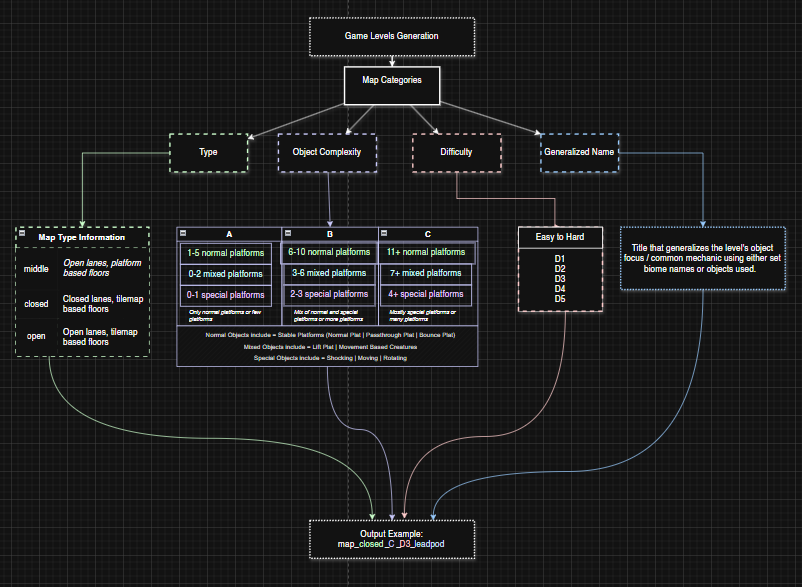 Game Levels Generation
Map Categories
Type
Object Complexity
Difficulty
Generalized Name
Map Type Information
middle
Open lanes, platform
based floors
closed
Closed lanes, tilemap
based floors
open
Open lanes, tilemap
based floors
A
B
C
1-5 normal platforms
6-10 normal platforms
11+ normal platforms
0-2 mixed platforms
3-6 mixed platforms
7+ mixed platforms
0-1 special platforms
2-3 special platforms
4+ special platforms
Only normal platforms or few
platforms
Mix of normal and special
platforms or more platforms
Mostly special platforms or
many platforms
Normal Objects include = Stable Platforms (Normal Plat | Passthrough Plat | Bounce Plat)
Mixed Objects include = Lift Plat | Movement Based Creatures
Special Objects include = Shocking | Moving | Rotating
Easy to Hard
D1
D2
D3
D4
D5
Title that generalizes the level's object
focus / common mechanic using either set
biome names or objects used.
Output Example:
map_closed_C_D3_leadpod